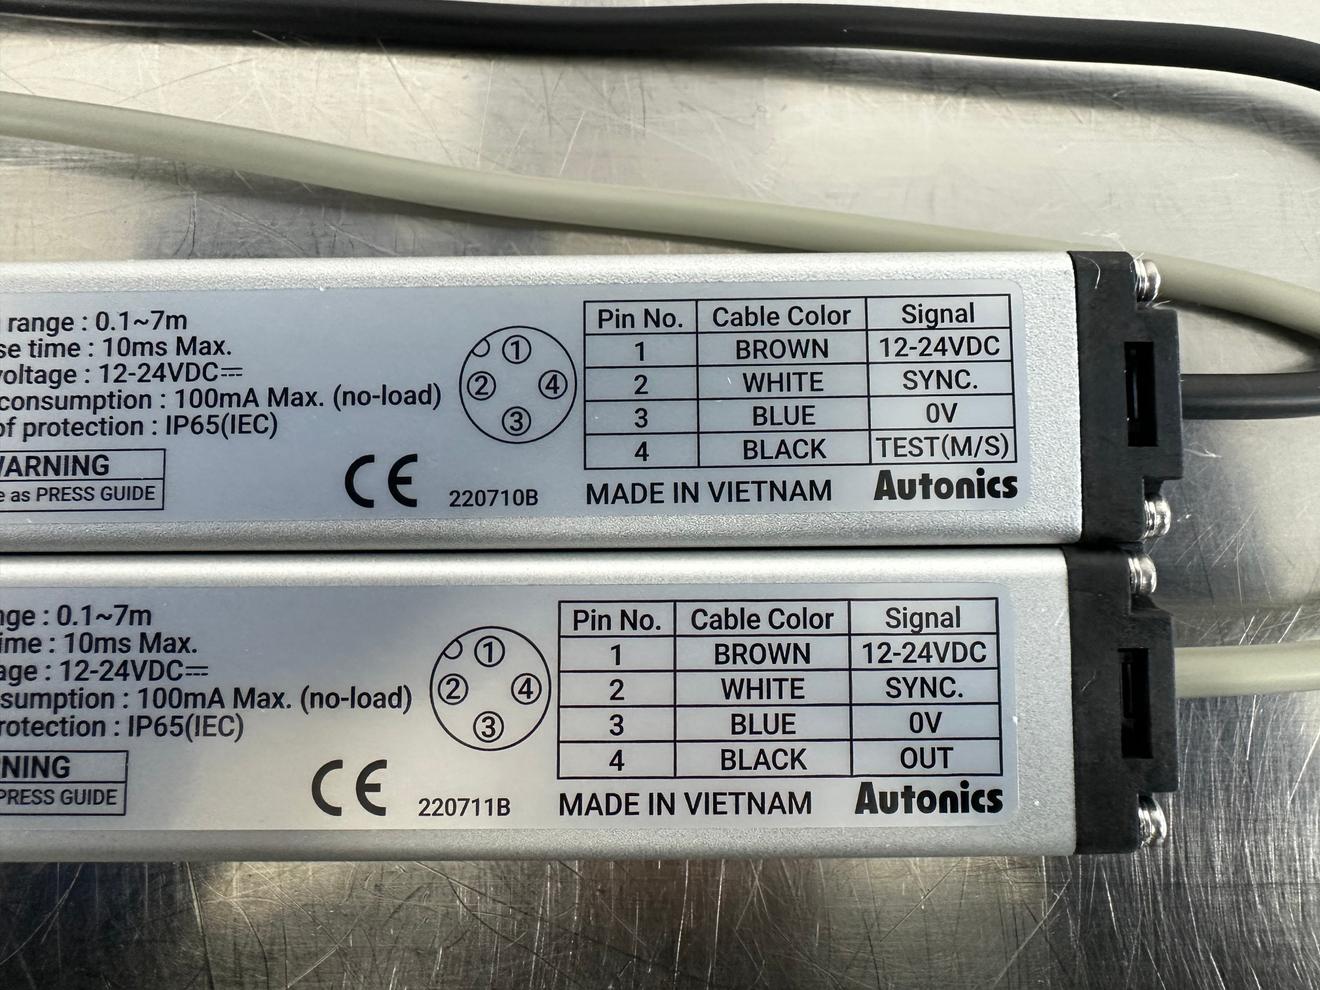 range : 0.1~7m
se time : 10ms Max.
voltage : 12-24VDC⎓
consumption : 100mA Max. (no-load)
of protection : IP65(IEC)
WARNING
e as PRESS GUIDE
1
2
4
3
220710B
Pin No. Cable Color Signal
1 BROWN 12-24VDC
2 WHITE SYNC.
3 BLUE 0V
4 BLACK TEST(M/S)
MADE IN VIETNAM Autonics
nge : 0.1~7m
ime : 10ms Max.
age : 12-24VDC⎓
sumption : 100mA Max. (no-load)
rotection : IP65(IEC)
NING
PRESS GUIDE
1
2
4
3
CE
220711B
Pin No. Cable Color Signal
1 BROWN 12-24VDC
2 WHITE SYNC.
3 BLUE 0V
4 BLACK OUT
MADE IN VIETNAM Autonics